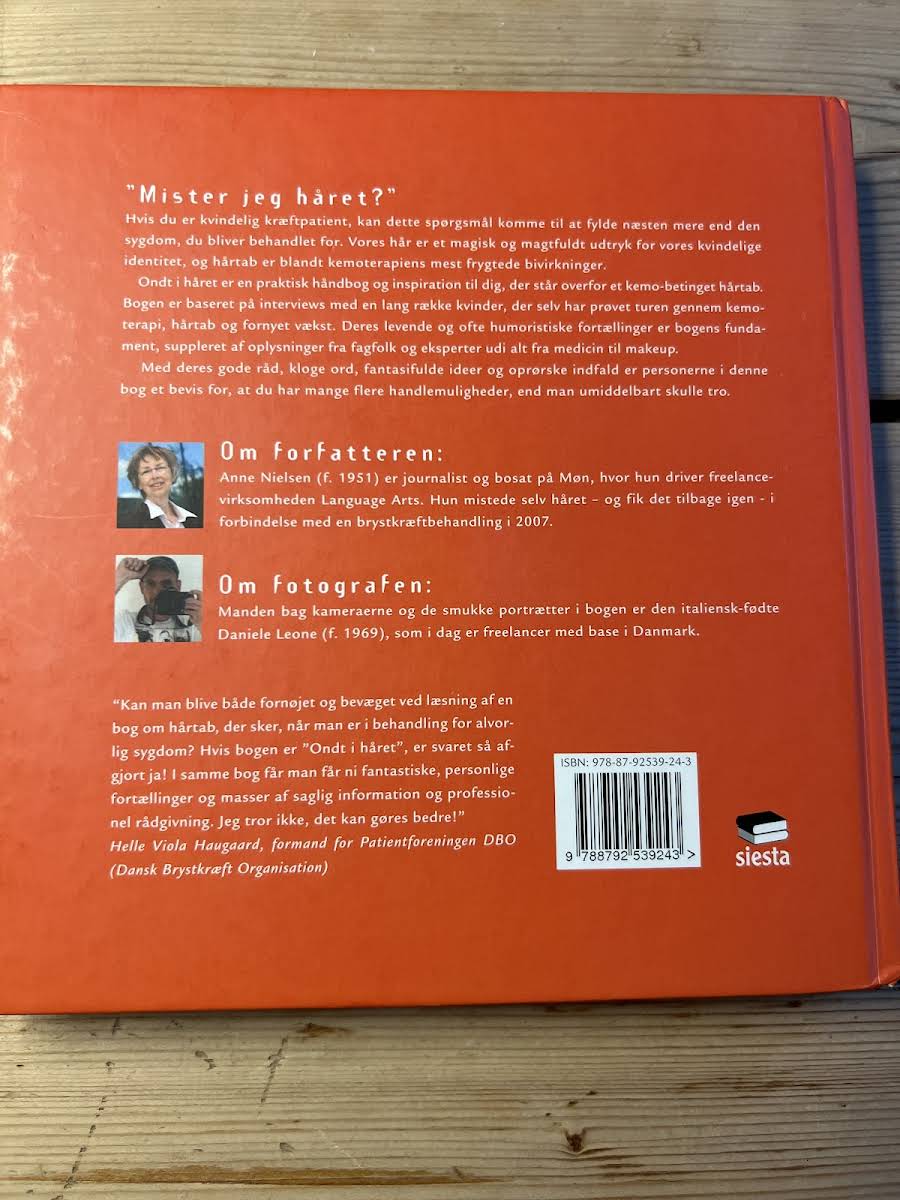 "Mister jeg håret?"
Hvis du er kvindelig kræftpatient, kan dette spørgsmål komme til at fylde næsten mere end den
sygdom, du bliver behandlet for. Vores hår er et magisk og magtfuldt udtryk for vores kvindelige
identitet, og hårtab er blandt kemoterapiens mest frygtede bivirkninger.
Ondt i håret er en praktisk håndbog og inspiration til dig, der står overfor et kemo-betinget hårtab.
Bogen er baseret på interviews med en lang række kvinder, der selv har prøvet turen gennem kemo-
terapi, hårtab og fornyet vækst. Deres levende og ofte humoristiske fortællinger er bogens funda-
ment, suppleret af oplysninger fra fagfolk og eksperter udi alt fra medicin til makeup.
Med deres gode råd, kloge ord, fantasifulde ideer og oprørske indfald er personerne i denne
bog et bevis for, at du har mange flere handlemuligheder, end man umiddelbart skulle tro.
Om forfatteren:
Anne Nielsen (f. 1951) er journalist og bosat på Møn, hvor hun driver freelance-
virksomheden Language Arts. Hun mistede selv håret – og fik det tilbage igen - i
forbindelse med en brystkræftbehandling i 2007.
Om fotografen:
Manden bag kameraerne og de smukke portrætter i bogen er den italiensk-fødte
Daniele Leone (f. 1969), som i dag er freelancer med base i Danmark.
"Kan man blive både fornøjet og bevæget ved læsning af en
bog om hårtab, der sker, når man er i behandling for alvor-
lig sygdom? Hvis bogen er "Ondt i håret", er svaret så af-
gjort ja! I samme bog får man får ni fantastiske, personlige
fortællinger og masser af saglig information og professio-
nel rådgivning. Jeg tror ikke, det kan gøres bedre!"
Helle Viola Haugaard, formand for Patientforeningen DBO
(Dansk Brystkræft Organisation)
ISBN: 978-87-92539-24-3
9 788792 539243 >
siesta